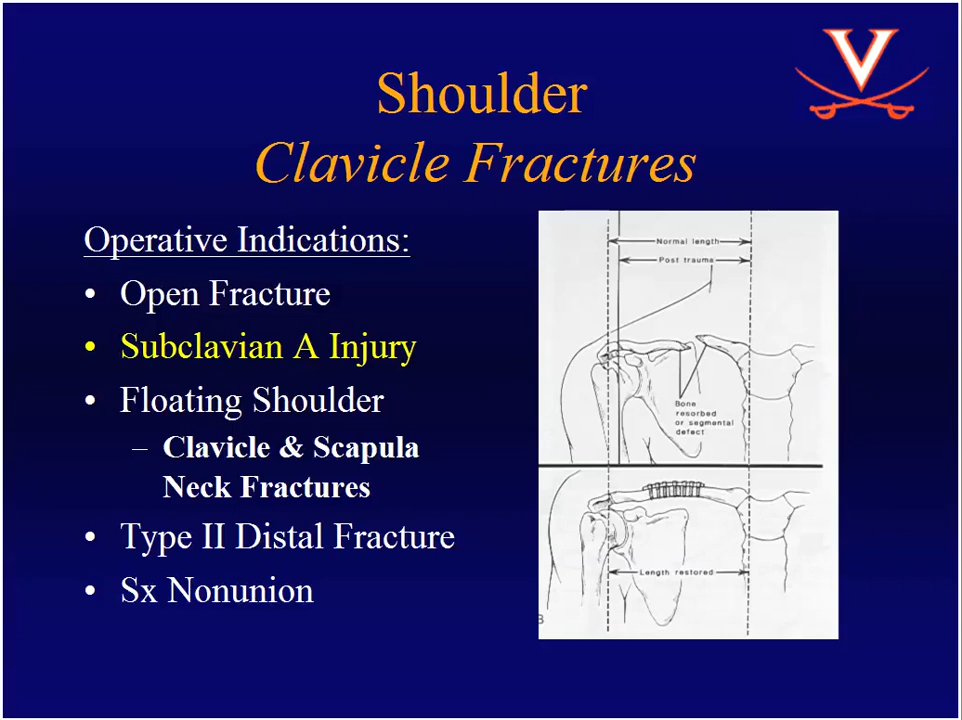 Shoulder
Clavicle Fractures
Operative Indications:
• Open Fracture
• Subclavian A Injury
• Floating Shoulder
– Clavicle & Scapula
Neck Fractures
• Type II Distal Fracture
• Sx Nonunion
Normal length
Post trauma
Bone
resorbed
or segmental
defect
Length restored
B
V